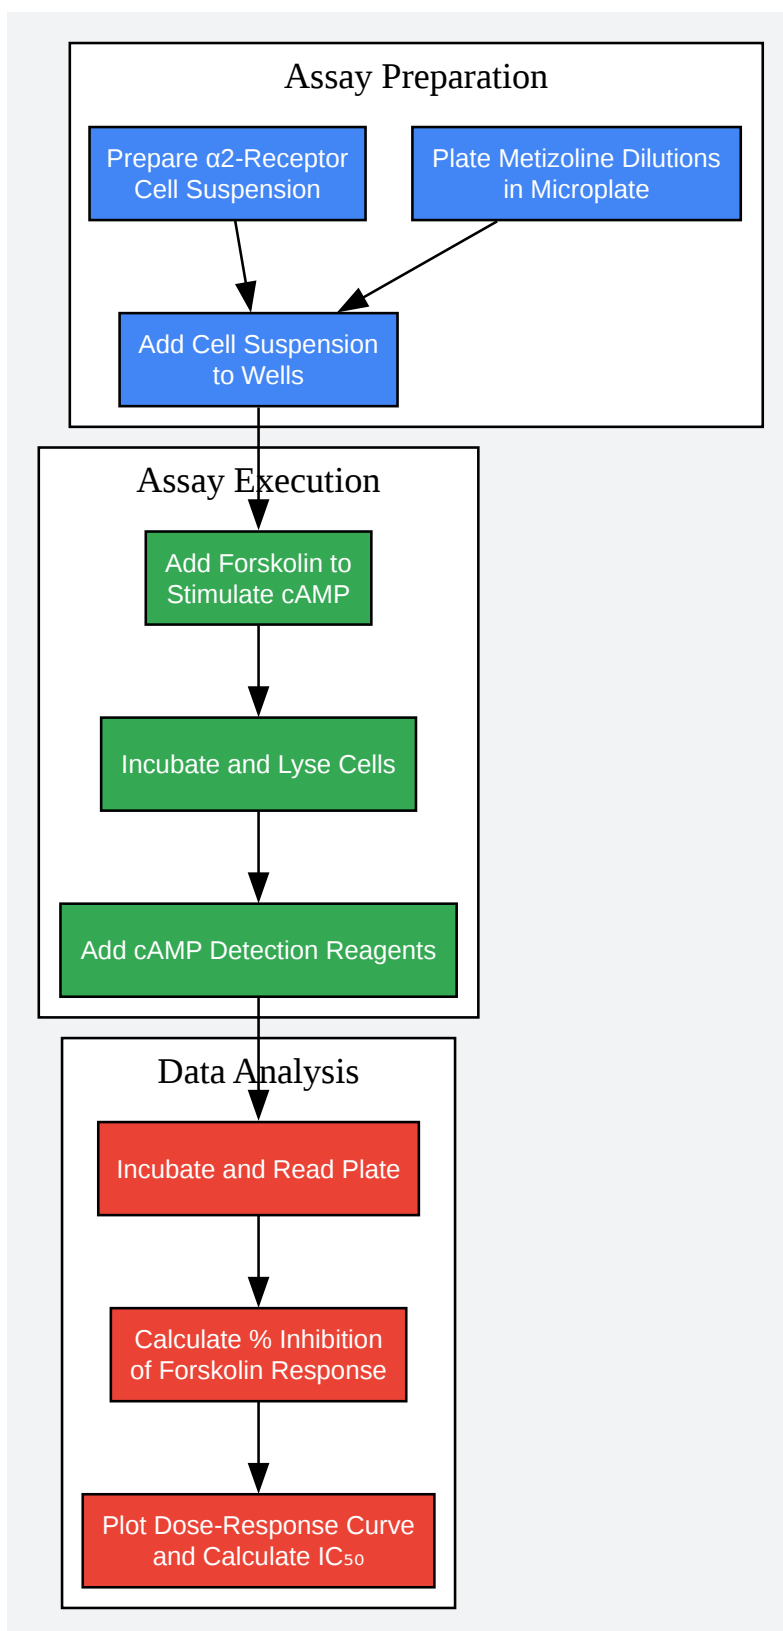 Assay Preparation
Prepare α2-Receptor
Cell Suspension
Plate Metizoline Dilutions
in Microplate
Add Cell Suspension
to Wells
Assay Execution
Add Forskolin to
Stimulate cAMP
Incubate and Lyse Cells
Add cAMP Detection Reagents
Data Analysis
Incubate and Read Plate
Calculate % Inhibition
of Forskolin Response
Plot Dose-Response Curve
and Calculate IC₅₀